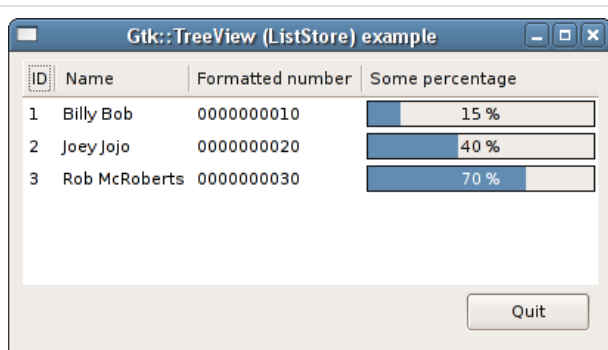 Gtk::TreeView (ListStore) example
ID Name Formatted number Some percentage
1 Billy Bob 0000000010 15 %
2 Joey Jojo 0000000020 40 %
3 Rob McRoberts 0000000030 70 %
Quit